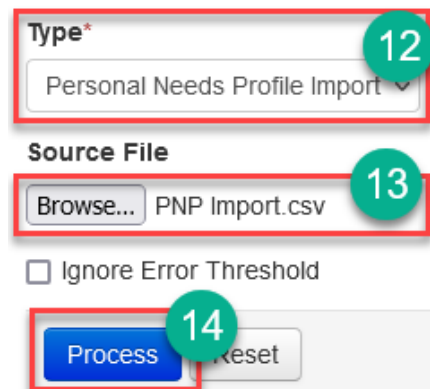 Type*
12
Personal Needs Profile Import
Source File
13
Browse... PNP Import.csv
Ignore Error Threshold
14
Process Reset